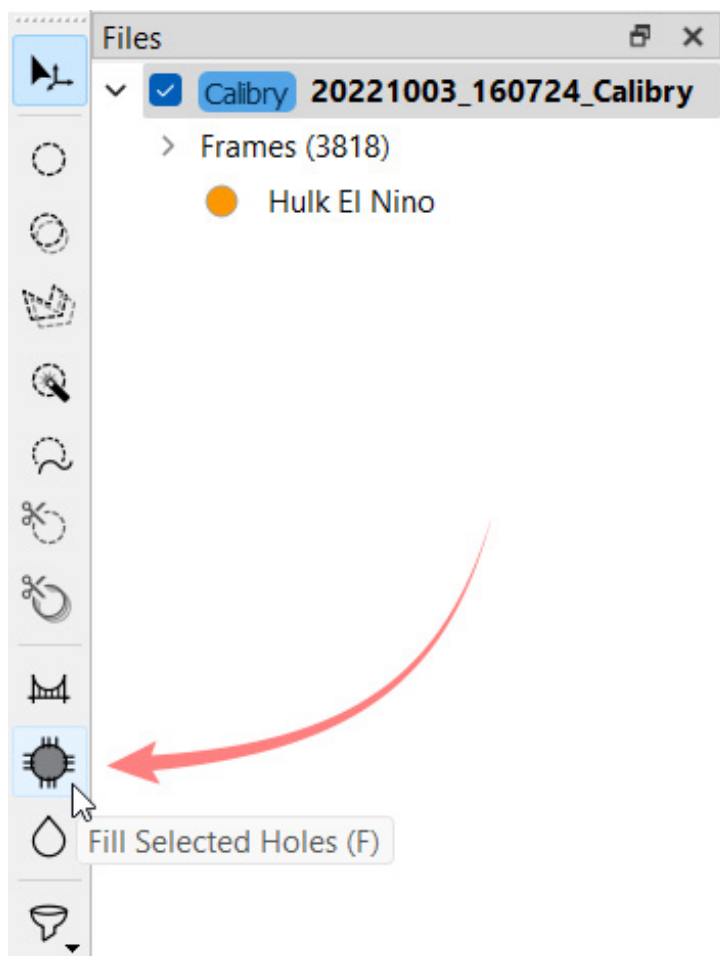 Files
Calibry 20221003_160724_Calibry
Frames (3818)
Hulk El Nino
Fill Selected Holes (F)